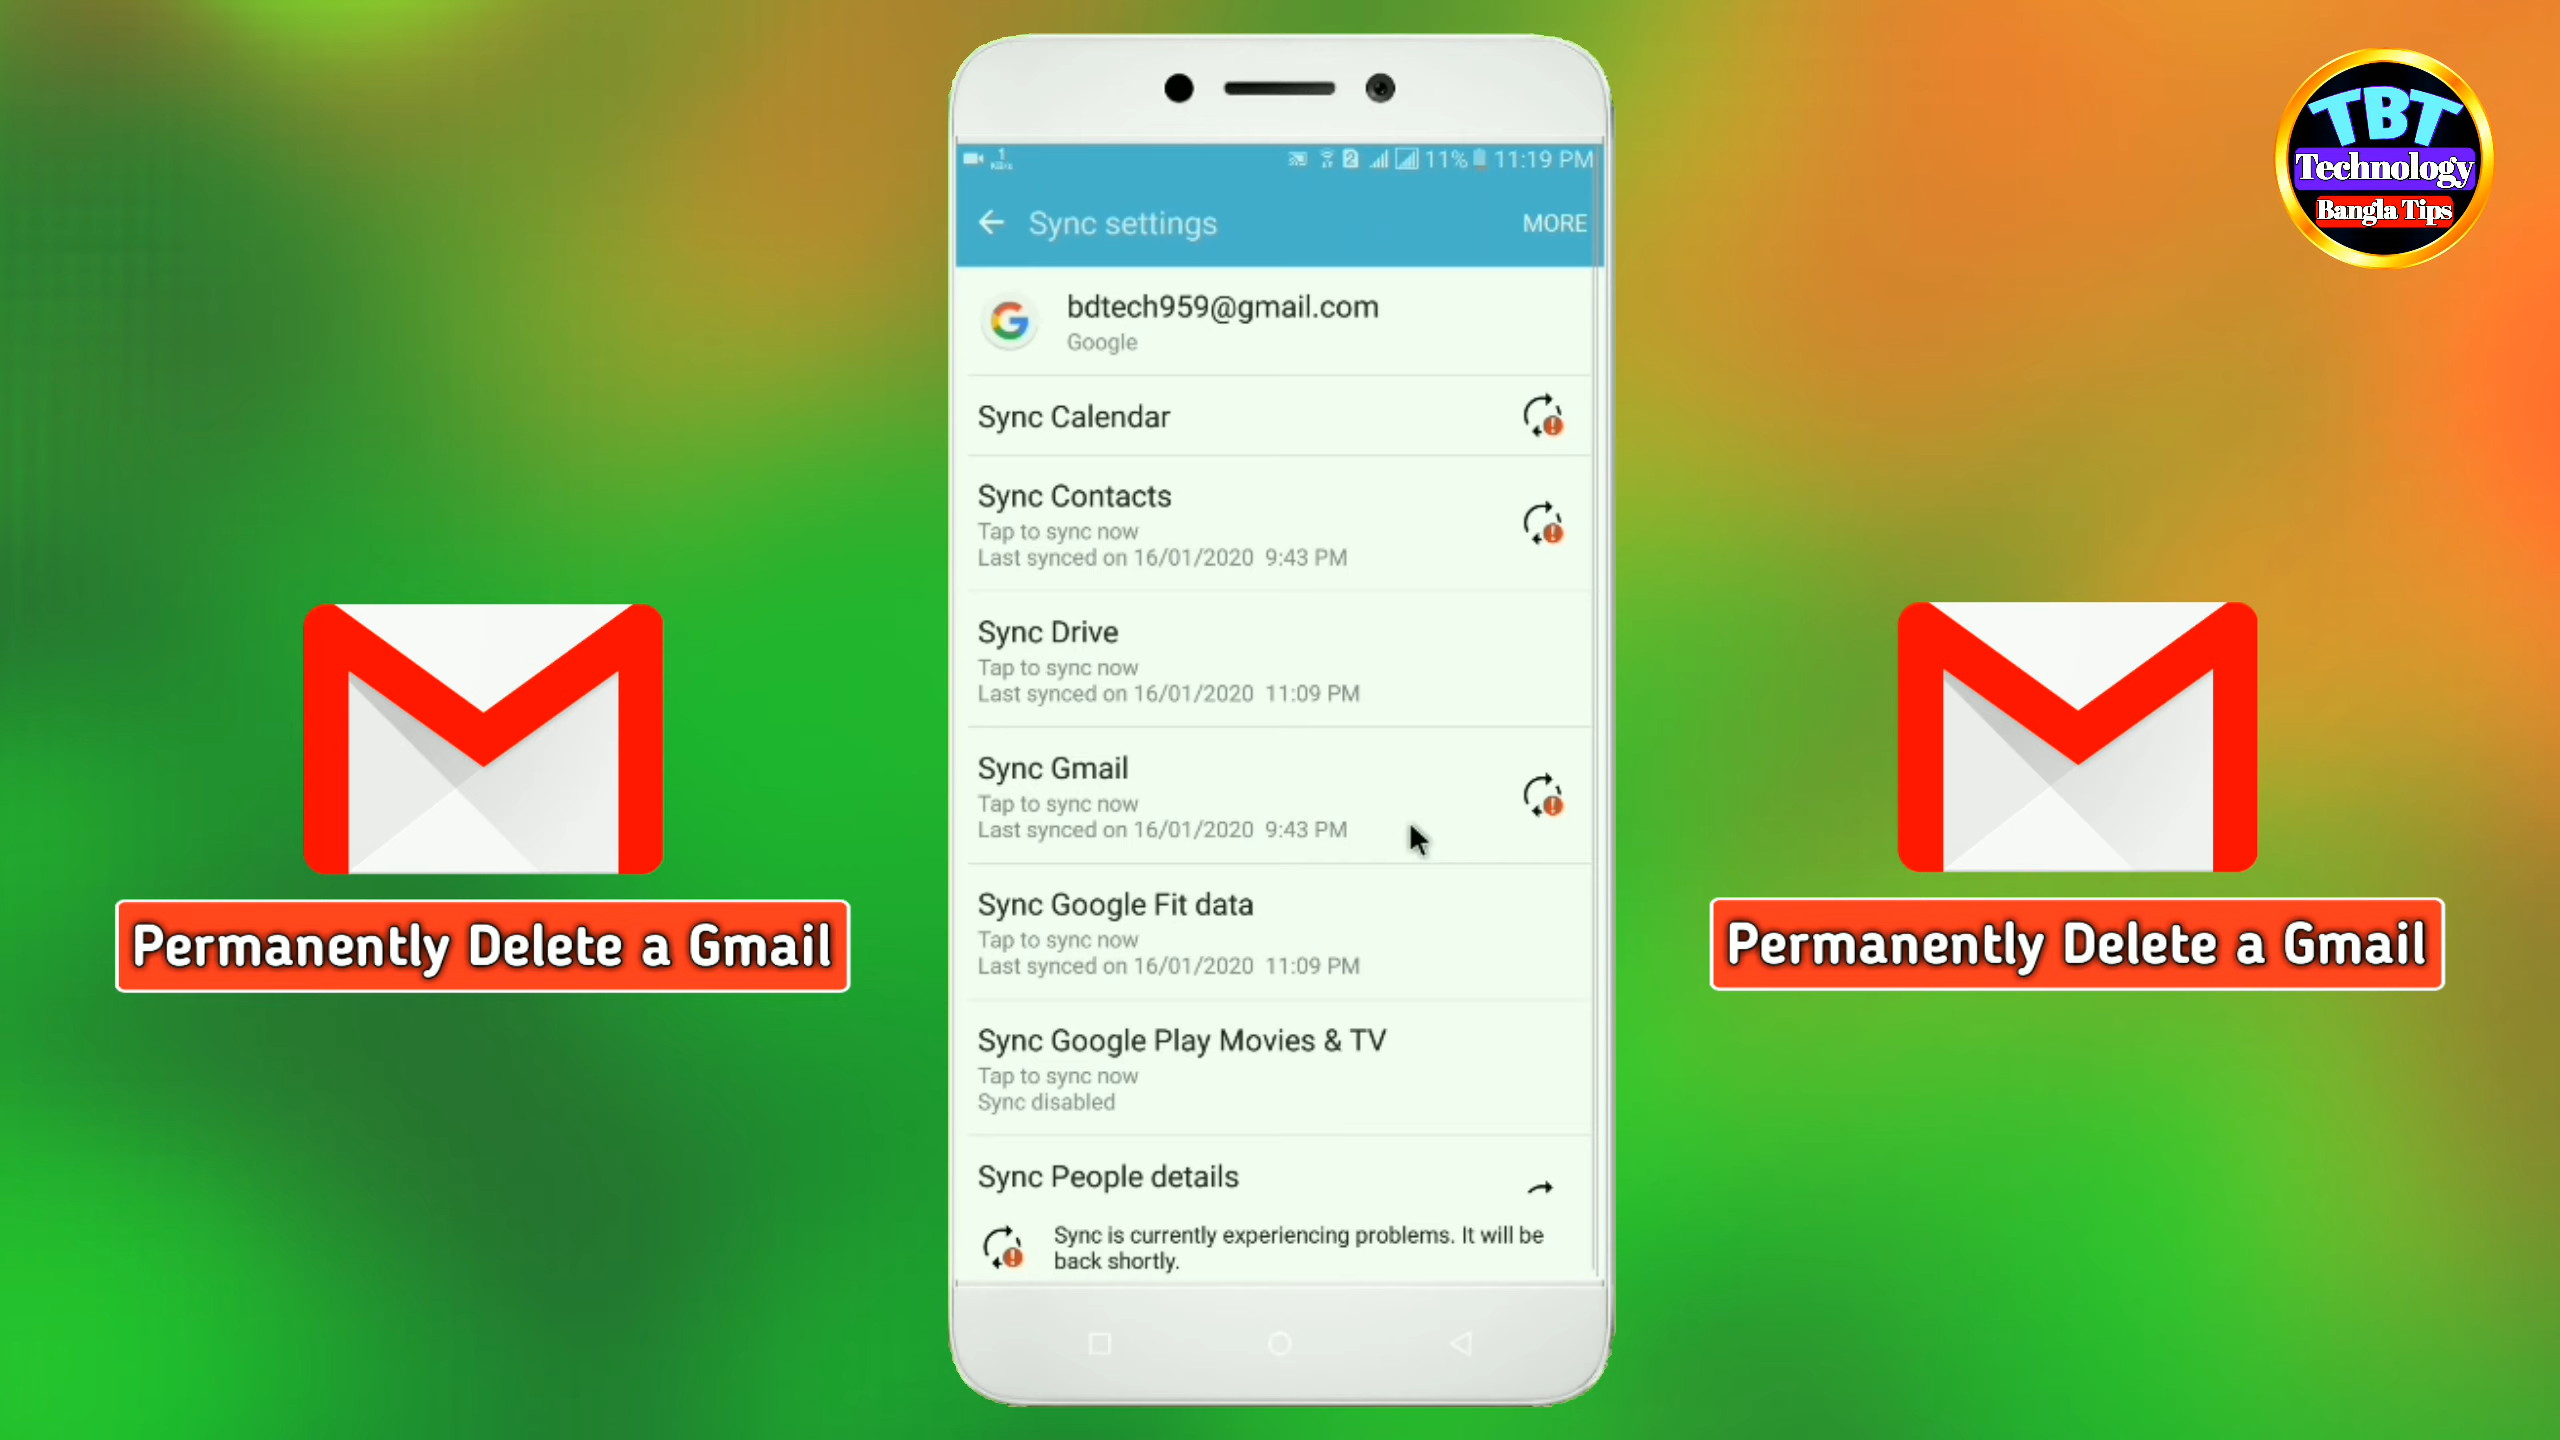 1
KB/s
2
11%
11:19 PM
Sync settings
MORE
bdtech959@gmail.com
Google
Sync Calendar
Sync Contacts
Tap to sync now
Last synced on 16/01/2020 9:43 PM
Sync Drive
Tap to sync now
Last synced on 16/01/2020 11:09 PM
Sync Gmail
Tap to sync now
Last synced on 16/01/2020 9:43 PM
Sync Google Fit data
Tap to sync now
Last synced on 16/01/2020 11:09 PM
Sync Google Play Movies & TV
Tap to sync now
Sync disabled
Sync People details
Sync is currently experiencing problems. It will be
back shortly.
Permanently Delete a Gmail
Permanently Delete a Gmail
TBT
Technology
Bangla Tips